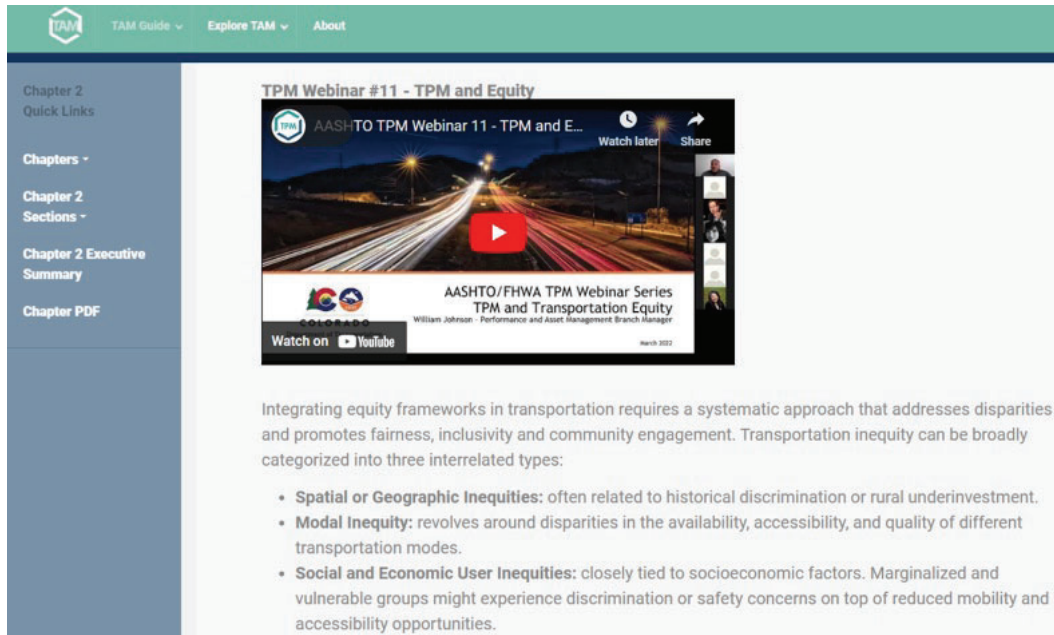 TAM
TAM Guide
Explore TAM
About
Chapter 2
Quick Links
Chapters
Chapter 2
Sections
Chapter 2 Executive
Summary
Chapter PDF
TPM Webinar #11 - TPM and Equity
TPM
AASHTO TPM Webinar 11 - TPM and E...
Watch later
Share
AASHTO/FHWA TPM Webinar Series
TPM and Transportation Equity
William Johnson - Performance and Asset Management Branch Manager
COLORADO
March 2022
Watch on YouTube
Integrating equity frameworks in transportation requires a systematic approach that addresses disparities
and promotes fairness, inclusivity and community engagement. Transportation inequity can be broadly
categorized into three interrelated types:
• Spatial or Geographic Inequities: often related to historical discrimination or rural underinvestment.
• Modal Inequity: revolves around disparities in the availability, accessibility, and quality of different
transportation modes.
• Social and Economic User Inequities: closely tied to socioeconomic factors. Marginalized and
vulnerable groups might experience discrimination or safety concerns on top of reduced mobility and
accessibility opportunities.